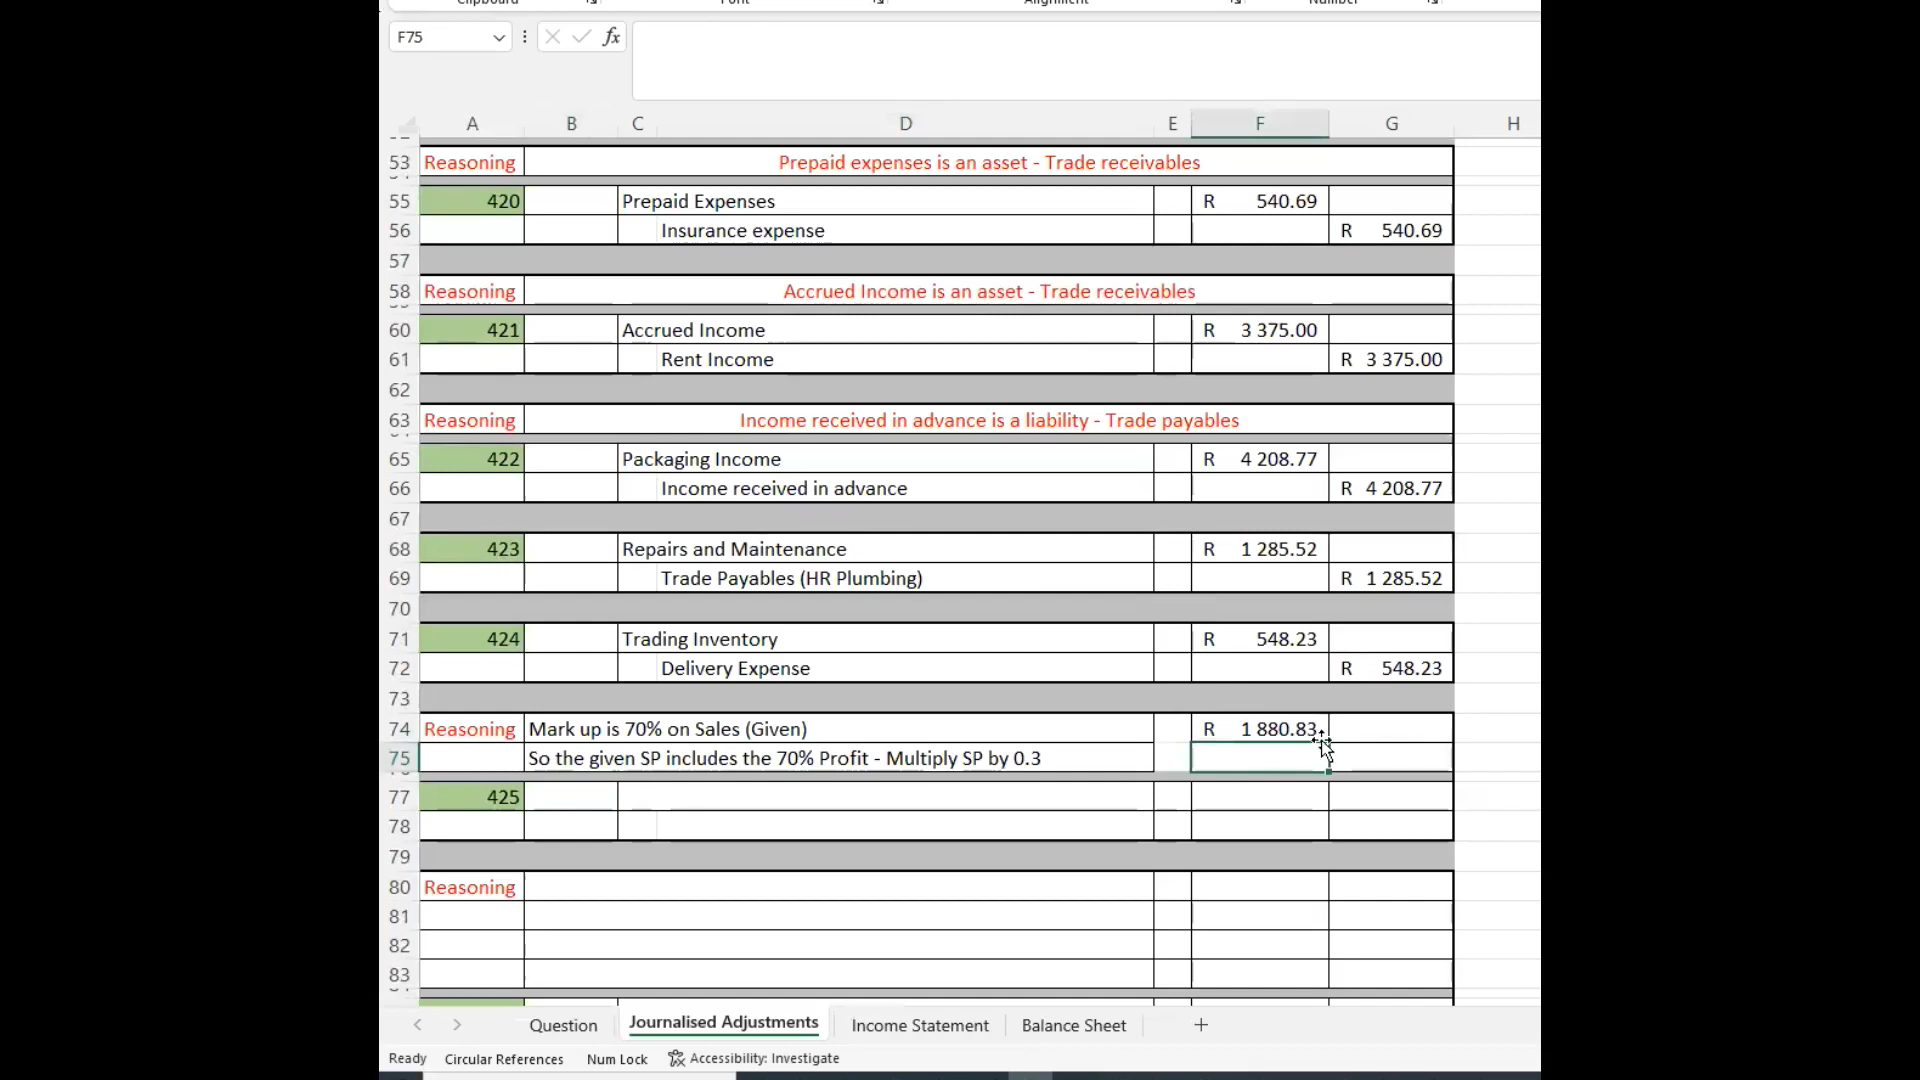 Clipboard Font Alignment Number
F75 fx
A B C D E F G H
53 Reasoning Prepaid expenses is an asset - Trade receivables
55 420 Prepaid Expenses R 540.69
56 Insurance expense R 540.69
57
58 Reasoning Accrued Income is an asset - Trade receivables
60 421 Accrued Income R 3 375.00
61 Rent Income R 3 375.00
62
63 Reasoning Income received in advance is a liability - Trade payables
65 422 Packaging Income R 4 208.77
66 Income received in advance R 4 208.77
67
68 423 Repairs and Maintenance R 1 285.52
69 Trade Payables (HR Plumbing) R 1 285.52
70
71 424 Trading Inventory R 548.23
72 Delivery Expense R 548.23
73
74 Reasoning Mark up is 70% on Sales (Given) R 1 880.83
75 So the given SP includes the 70% Profit - Multiply SP by 0.3
77 425
78
79
80 Reasoning
81
82
83
Question Journalised Adjustments Income Statement Balance Sheet
Ready Circular References Num Lock Accessibility: Investigate